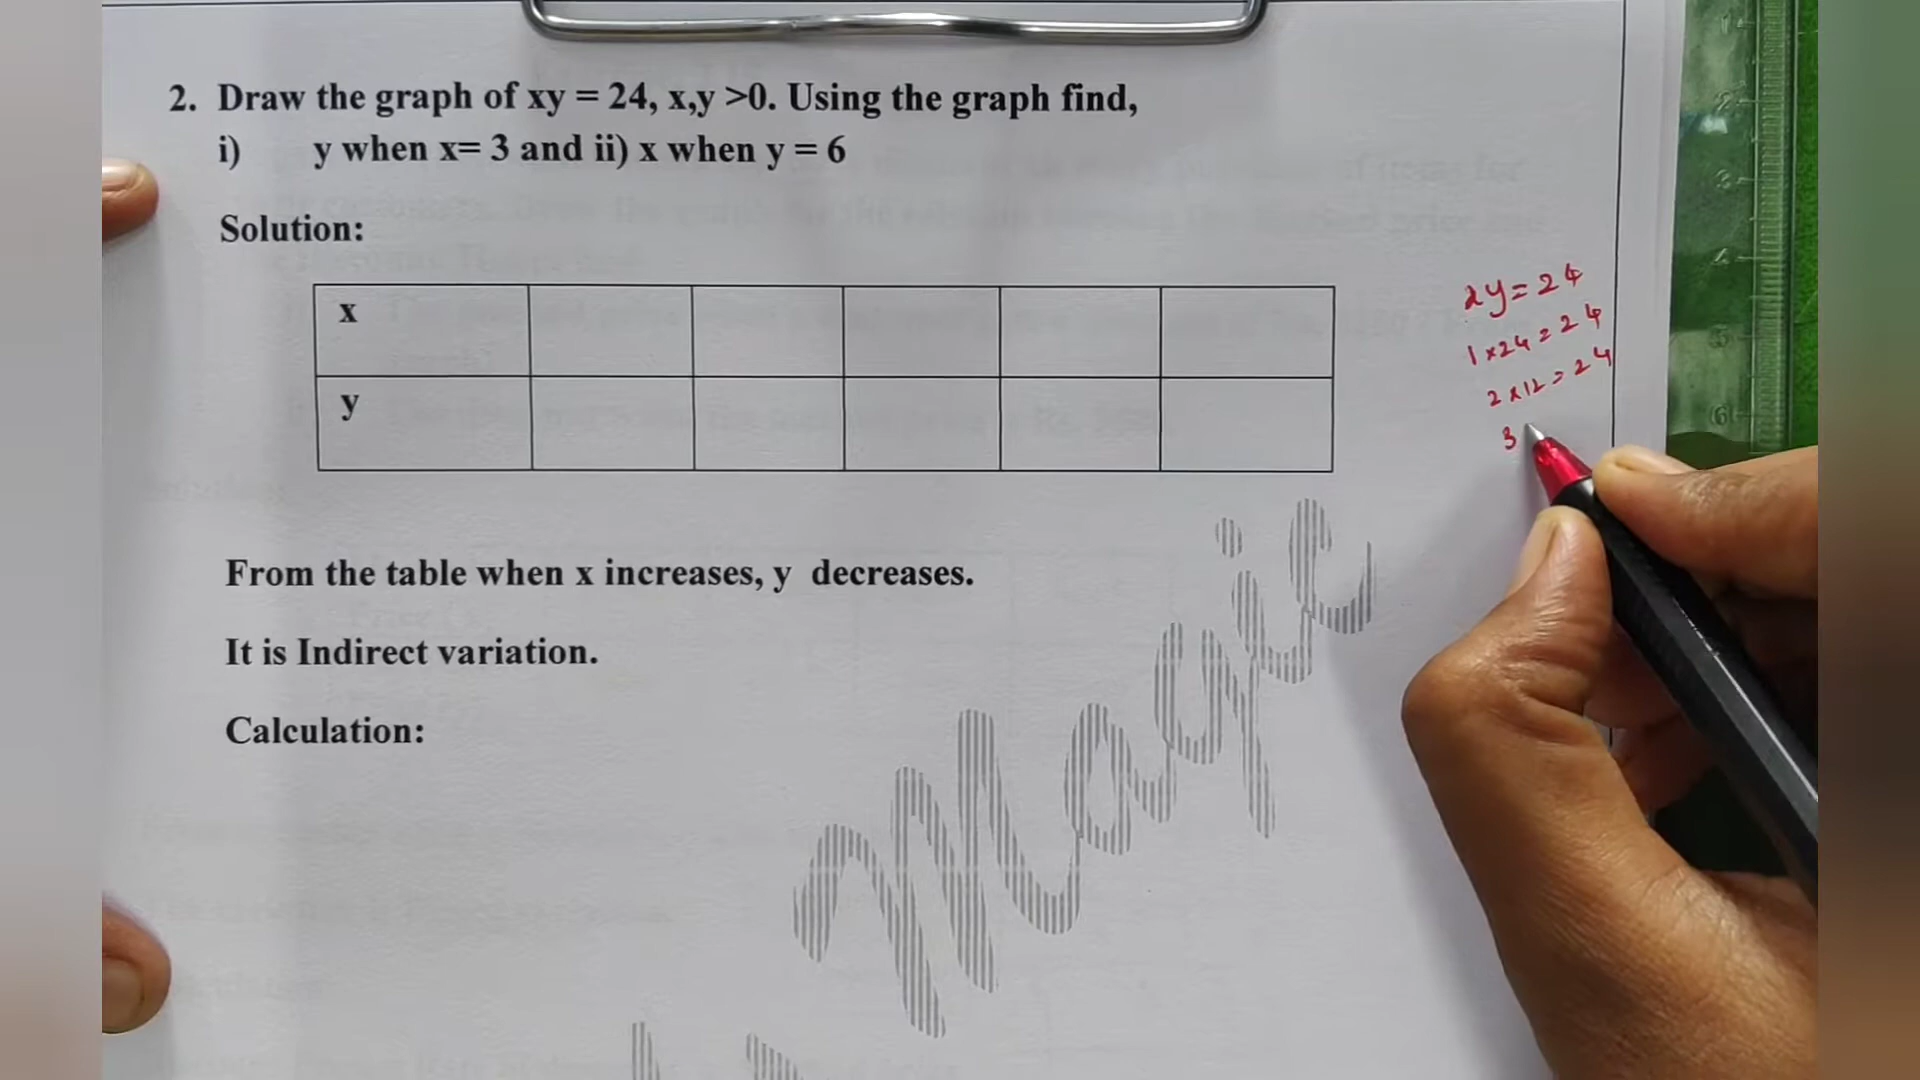 2. Draw the graph of xy = 24, x,y >0. Using the graph find,
i) y when x= 3 and ii) x when y = 6
Solution:
x
y
xy = 24
1 x 24 = 24
2 x 12 = 24
3
From the table when x increases, y decreases.
It is Indirect variation.
Calculation:
Magic